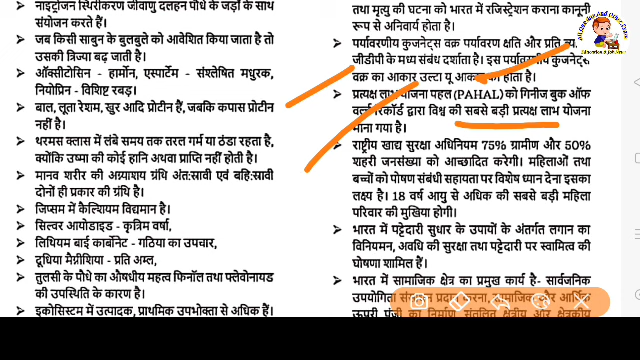 नाइट्रोजन स्थिरीकरण जीवाणु दलहन पौधे के जड़ों के साथ
संयोजन करते हैं।
➤ जब किसी साबुन के बुलबुले को आवेशित किया जाता है तो
उसकी त्रिज्या बढ़ जाती है।
➤ ऑक्सीटोसिन - हार्मोन, एस्पार्टेम - संश्लेषित मधुरक,
नियोप्रिन - विशिष्ट रबड़।
➤ बाल, लूता रेशम, खुर आदि प्रोटीन हैं, जबकि कपास प्रोटीन
नहीं है।
➤ थरमस क्लास में लंबे समय तक तरल गर्म या ठंडा रहता है,
क्योंकि उष्मा की कोई हानि अथवा प्राप्ति नहीं होती है।
➤ मानव शरीर की अग्न्याशय ग्रंथि अंत:स्रावी एवं बहि:स्रावी
दोनों ही प्रकार की ग्रंथि है।
➤ जिप्सम में कैल्शियम विद्यमान है।
➤ सिल्वर आयोडाइड - कृत्रिम वर्षा,
➤ लिथियम बाई कार्बोनेट - गठिया का उपचार,
➤ दूधिया मैग्नीशिया - प्रति अम्ल,
➤ तुलसी के पौधे का औषधीय महत्व फिनॉल तथा फ्लेवोनायड
की उपस्थिति के कारण है।
➤ इकोसिस्टम में उत्पादक, प्राथमिक उपभोक्ता से अधिक हैं।
तथा मृत्यु की घटना को भारत में रजिस्ट्रेशन कराना कानूनी
रूप से अनिवार्य होता है।
➤ पर्यावरणीय कुजनेट्स वक्र पर्यावरण क्षति और प्रति
जीडीपी के मध्य संबंध दर्शाता है। इस पर्यावरणीय कुजनेट्स
वक्र का आकार उल्टा यू आकार का होता है।
➤ प्रत्यक्ष लाभ योजना पहल (PAHAL) को गिनीज बुक ऑफ
वर्ल्ड रिकॉर्ड द्वारा विश्व की सबसे बड़ी प्रत्यक्ष लाभ योजना
माना गया है।
➤ राष्ट्रीय खाद्य सुरक्षा अधिनियम 75% ग्रामीण और 50%
शहरी जनसंख्या को आच्छादित करेगी। महिलाओं तथा
बच्चों को पोषण संबंधी सहायता पर विशेष ध्यान देना इसका
लक्ष्य है। 18 वर्ष आयु से अधिक की सबसे बड़ी महिला
परिवार की मुखिया होगी।
➤ भारत में पट्टेदारी सुधार के उपायों के अंतर्गत लगान का
विनियमन, अवधि की सुरक्षा तथा पट्टेदारी पर स्वामित्व की
घोषणा शामिल हैं।
➤ भारत में सामाजिक क्षेत्र का प्रमुख कार्य है- सार्वजनिक
उपयोगिता प्रदान करना, सामाजिक और आर्थिक
ऊपरी पूंजी का निर्माण संतुलित क्षेत्रीय और क्षेत्रकीय